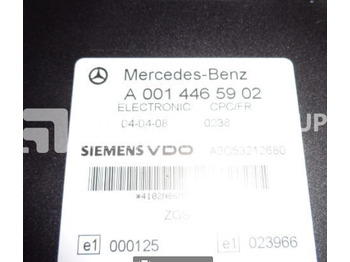 Mercedes-Benz
A 001 446 59 02
ELECTRONIC CPC/FR
04-04-08 0238
SIEMENS VDO A2C53212680
ZGS
e1 000125 e1 023966
UP